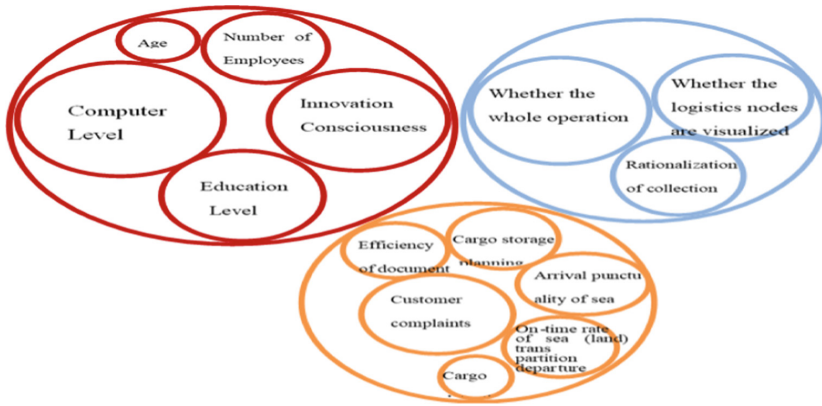 Age
Number of
Employees
Computer
Level
Innovation
Consciousness
Education
Level
Whether the
whole operation
Whether the
logistics nodes
are visualized
Rationalization
of collection
Efficiency
of document
Cargo storage
planning
Arrival punctu
ality of sea
Customer
complaints
On-time rate
of sea (land)
trans
partition
departure
Cargo